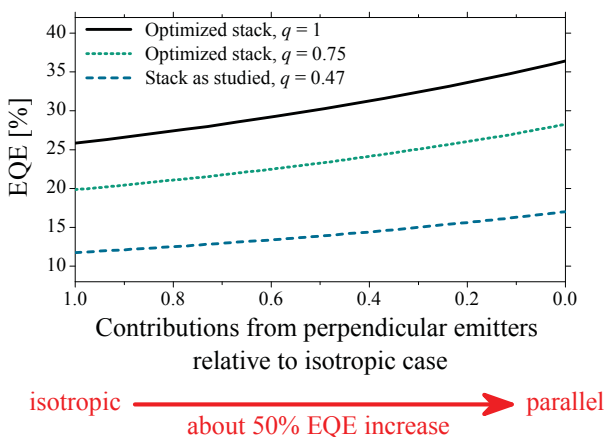 40
35
30
25
20
15
10
EQE [%]
Optimized stack, q = 1
Optimized stack, q = 0.75
Stack as studied, q = 0.47
1.0 0.8 0.6 0.4 0.2 0.0
Contributions from perpendicular emitters
relative to isotropic case
isotropic parallel
about 50% EQE increase